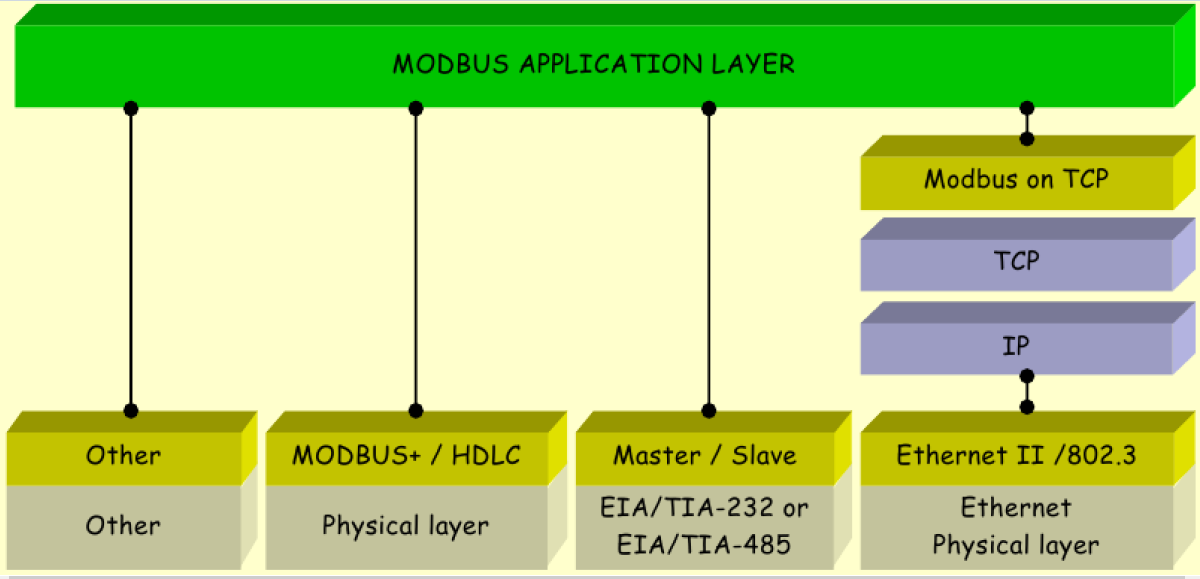 MODBUS APPLICATION LAYER
Modbus on TCP
TCP
IP
Other
MODBUS+ / HDLC
Master / Slave
Ethernet II /802.3
Other
Physical layer
EIA/TIA-232 or
EIA/TIA-485
Ethernet
Physical layer